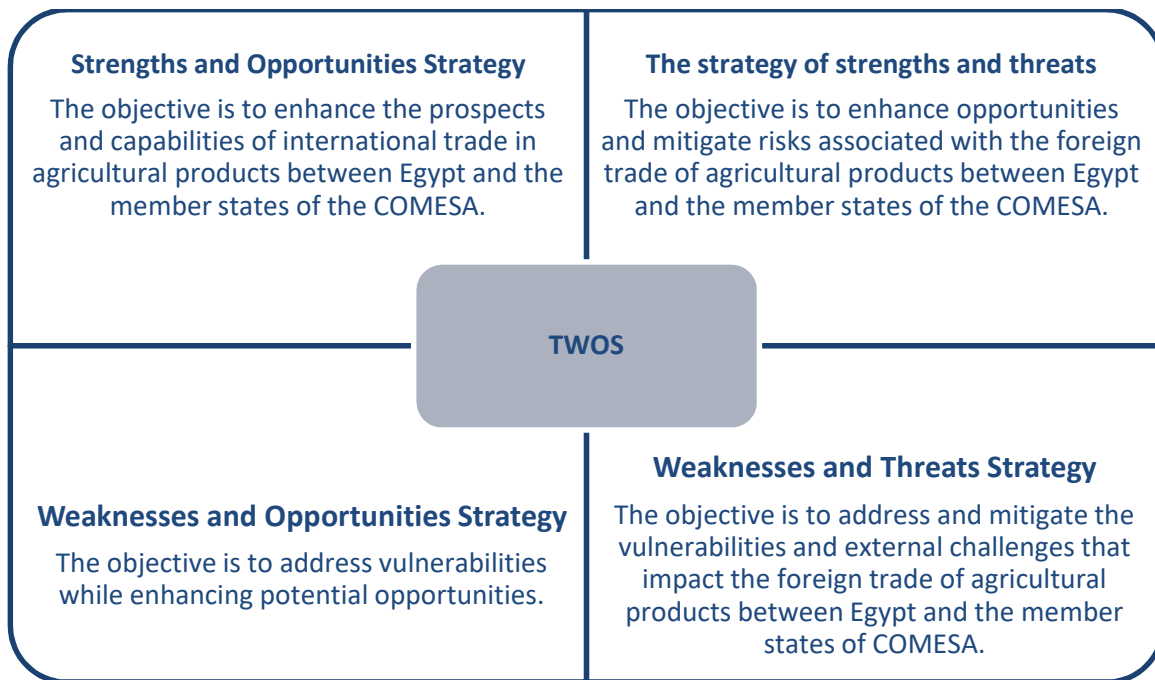 Strengths and Opportunities Strategy
The objective is to enhance the prospects
and capabilities of international trade in
agricultural products between Egypt and the
member states of the COMESA.
The strategy of strengths and threats
The objective is to enhance opportunities
and mitigate risks associated with the foreign
trade of agricultural products between Egypt
and the member states of the COMESA.
TWOS
Weaknesses and Opportunities Strategy
The objective is to address vulnerabilities
while enhancing potential opportunities.
Weaknesses and Threats Strategy
The objective is to address and mitigate the
vulnerabilities and external challenges that
impact the foreign trade of agricultural
products between Egypt and the member
states of COMESA.